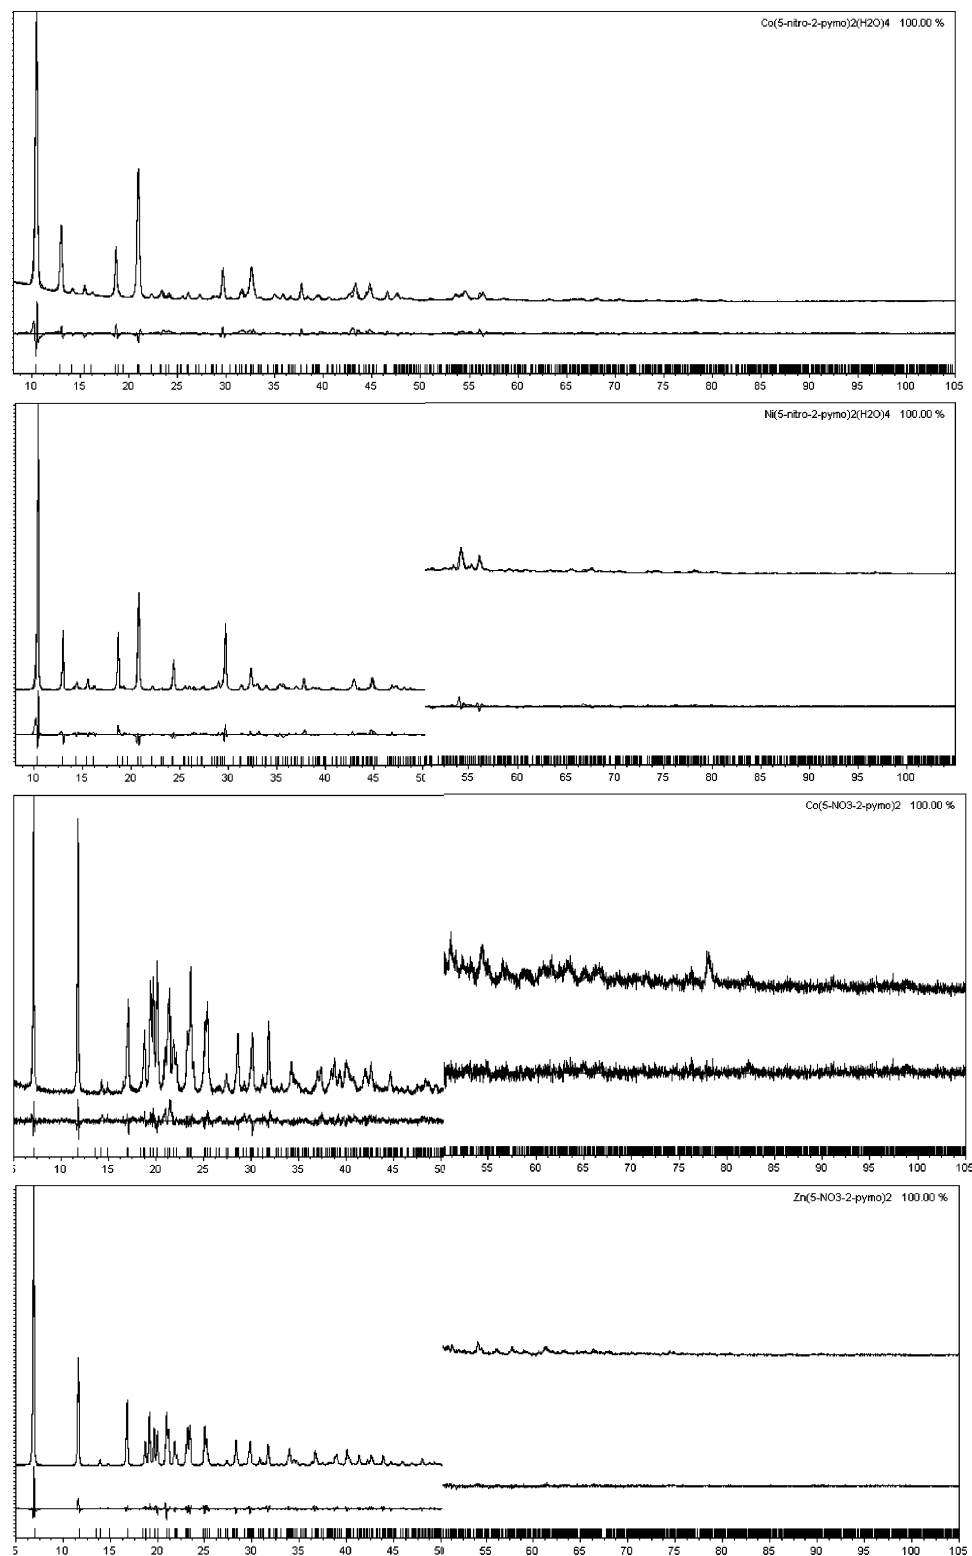 Co(5-nitro-2-pymo)2(H2O)4 100.00 %
10 15 20 25 30 35 40 45 50 55 60 65 70 75 80 85 90 95 100 105
Ni(5-nitro-2-pymo)2(H2O)4 100.00 %
10 15 20 25 30 35 40 45 50 55 60 65 70 75 80 85 90 95 100
Co(5-NO3-2-pymo)2 100.00 %
5 10 15 20 25 30 35 40 45 50 55 60 65 70 75 80 85 90 95 100 105
Zn(5-NO3-2-pymo)2 100.00 %
5 10 15 20 25 30 35 40 45 50 55 60 65 70 75 80 85 90 95 100 105